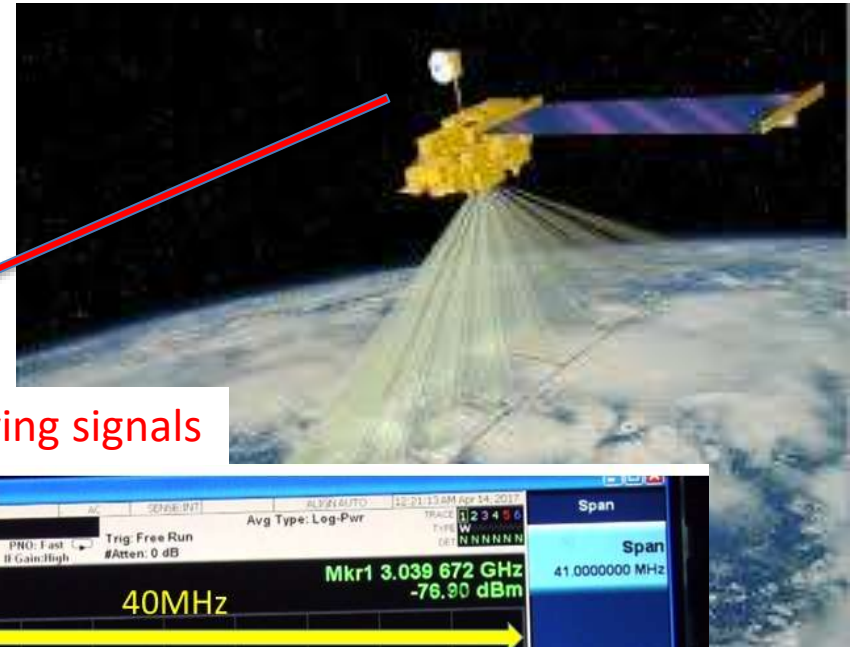 ing signals
AC SENSE:INT ALIGN AUTO 12:21:13 AM Apr 14, 2017
Avg Type: Log-Pwr
TRACE 1 2 3 4 5 6
TYPE W
DET N N N N N N
PNO: Fast
IFGain:High
Trig: Free Run
#Atten: 0 dB
Span
Span
41.0000000 MHz
Mkr1 3.039 672 GHz
-76.90 dBm
40MHz